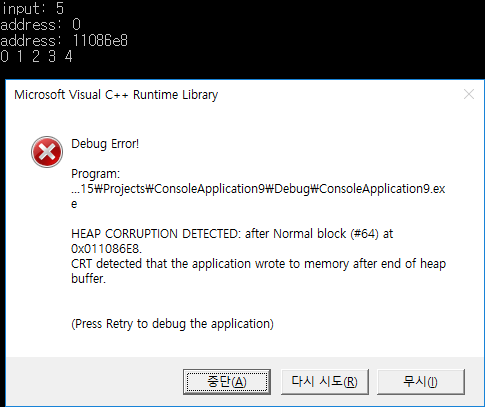 input: 5
address: 0
address: 11086e8
0 1 2 3 4
Microsoft Visual C++ Runtime Library
Debug Error!
Program:
...15₩Projects₩ConsoleApplication9₩Debug₩ConsoleApplication9.ex
e
HEAP CORRUPTION DETECTED: after Normal block (#64) at
0x011086E8.
CRT detected that the application wrote to memory after end of heap
buffer.
(Press Retry to debug the application)
중단(A)
다시 시도(R)
무시(I)